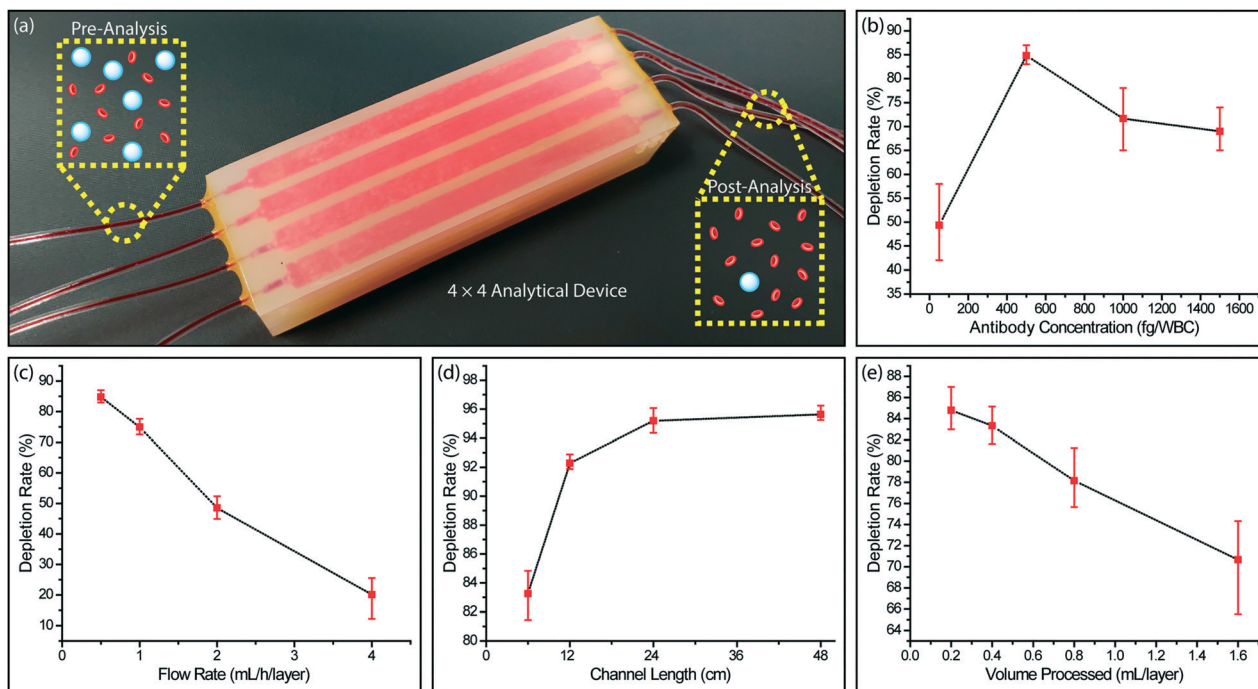 (a)
Pre-Analysis
Post-Analysis
4 × 4 Analytical Device
(b)
Depletion Rate (%)
90
85
80
75
70
65
60
55
50
45
35
0 200 400 600 800 1000 1200 1400 1600
Antibody Concentration (fg/WBC)
(c)
Depletion Rate (%)
90
80
70
60
50
40
30
20
10
0 1 2 3 4
Flow Rate (mL/h/layer)
(d)
Depletion Rate (%)
98
96
94
92
90
88
86
84
82
80
0 12 24 36 48
Channel Length (cm)
(e)
Depletion Rate (%)
88
86
84
82
80
78
76
74
72
70
68
66
64
0.0 0.2 0.4 0.6 0.8 1.0 1.2 1.4 1.6
Volume Processed (mL/layer)